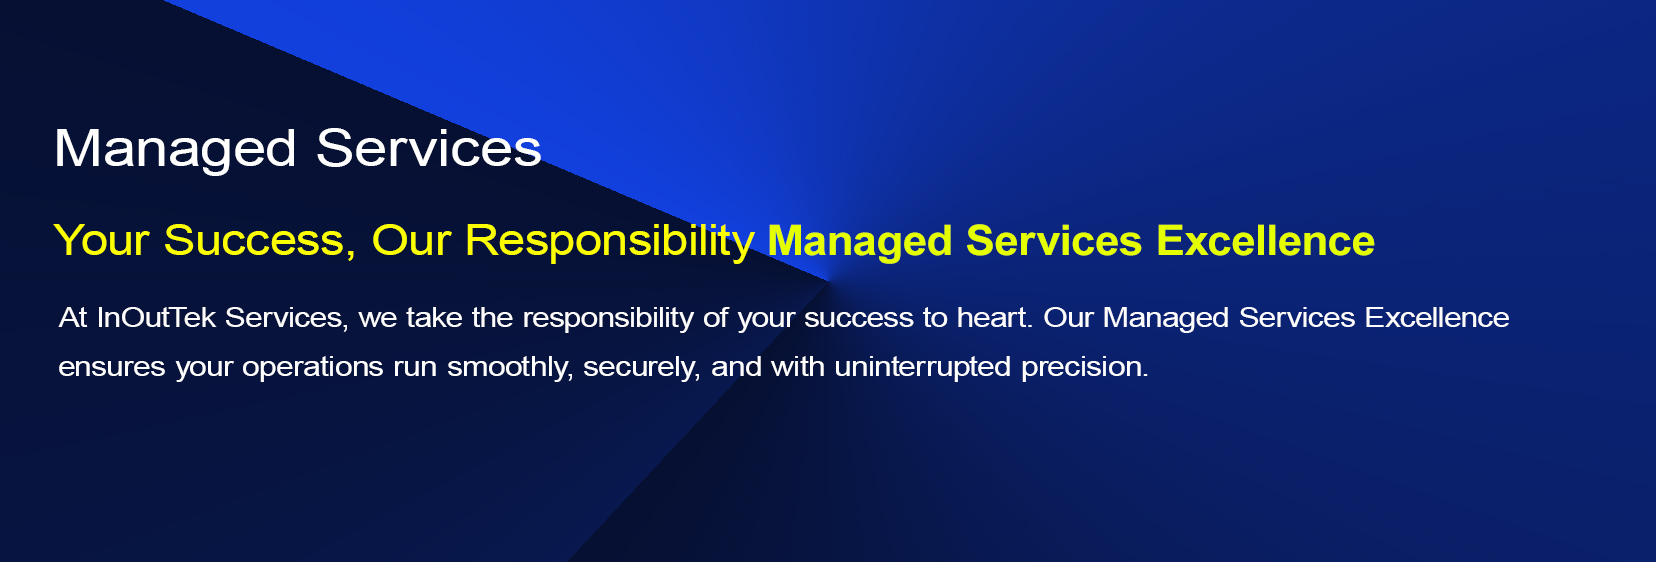 Managed Services
Your Success, Our Responsibility Managed Services Excellence
At InOutTek Services, we take the responsibility of your success to heart. Our Managed Services Excellence
ensures your operations run smoothly, securely, and with uninterrupted precision.